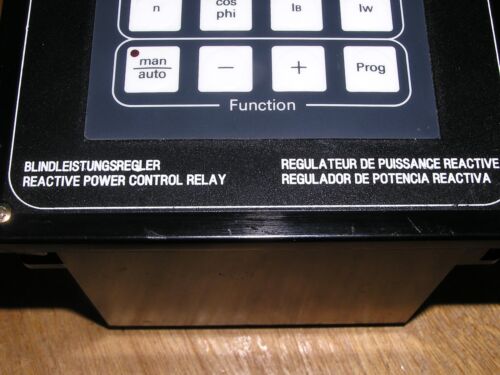 n cos phi IB Iw
man auto − + Prog
Function
BLINDLEISTUNGSREGLER
REACTIVE POWER CONTROL RELAY
REGULATEUR DE PUISSANCE REACTIVE
REGULADOR DE POTENCIA REACTIVA